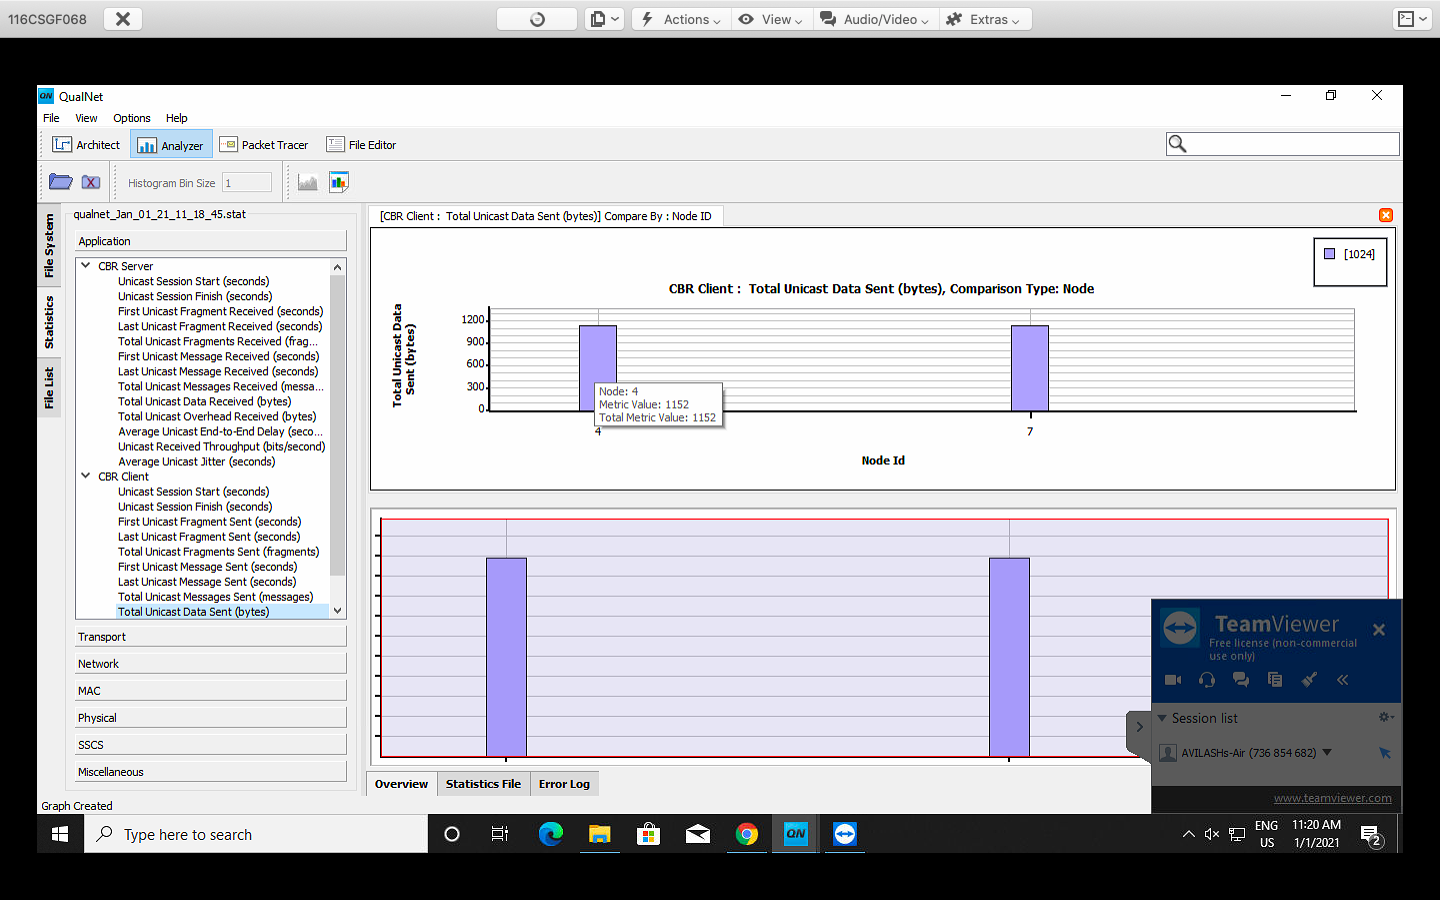 116CSGF068
Actions
View
Audio/Video
Extras
QN QualNet
File View Options Help
Architect Analyzer Packet Tracer File Editor
Histogram Bin Size 1
File System
Statistics
File List
qualnet_Jan_01_21_11_18_45.stat
Application
CBR Server
Unicast Session Start (seconds)
Unicast Session Finish (seconds)
First Unicast Fragment Received (seconds)
Last Unicast Fragment Received (seconds)
Total Unicast Fragments Received (frag...
First Unicast Message Received (seconds)
Last Unicast Message Received (seconds)
Total Unicast Messages Received (messa...
Total Unicast Data Received (bytes)
Total Unicast Overhead Received (bytes)
Average Unicast End-to-End Delay (seco...
Unicast Received Throughput (bits/second)
Average Unicast Jitter (seconds)
CBR Client
Unicast Session Start (seconds)
Unicast Session Finish (seconds)
First Unicast Fragment Sent (seconds)
Last Unicast Fragment Sent (seconds)
Total Unicast Fragments Sent (fragments)
First Unicast Message Sent (seconds)
Last Unicast Message Sent (seconds)
Total Unicast Messages Sent (messages)
Total Unicast Data Sent (bytes)
Transport
Network
MAC
Physical
SSCS
Miscellaneous
Graph Created
[CBR Client : Total Unicast Data Sent (bytes)] Compare By : Node ID
[1024]
CBR Client : Total Unicast Data Sent (bytes), Comparison Type: Node
Total Unicast Data
Sent (bytes)
1200
900
600
300
0
Node: 4
Metric Value: 1152
Total Metric Value: 1152
4
7
Node Id
Overview Statistics File Error Log
TeamViewer
Free license (non-commercial
use only)
Session list
AVILASHs-Air (736 854 682)
www.teamviewer.com
Type here to search
QN
ENG
US
11:20 AM
1/1/2021
2